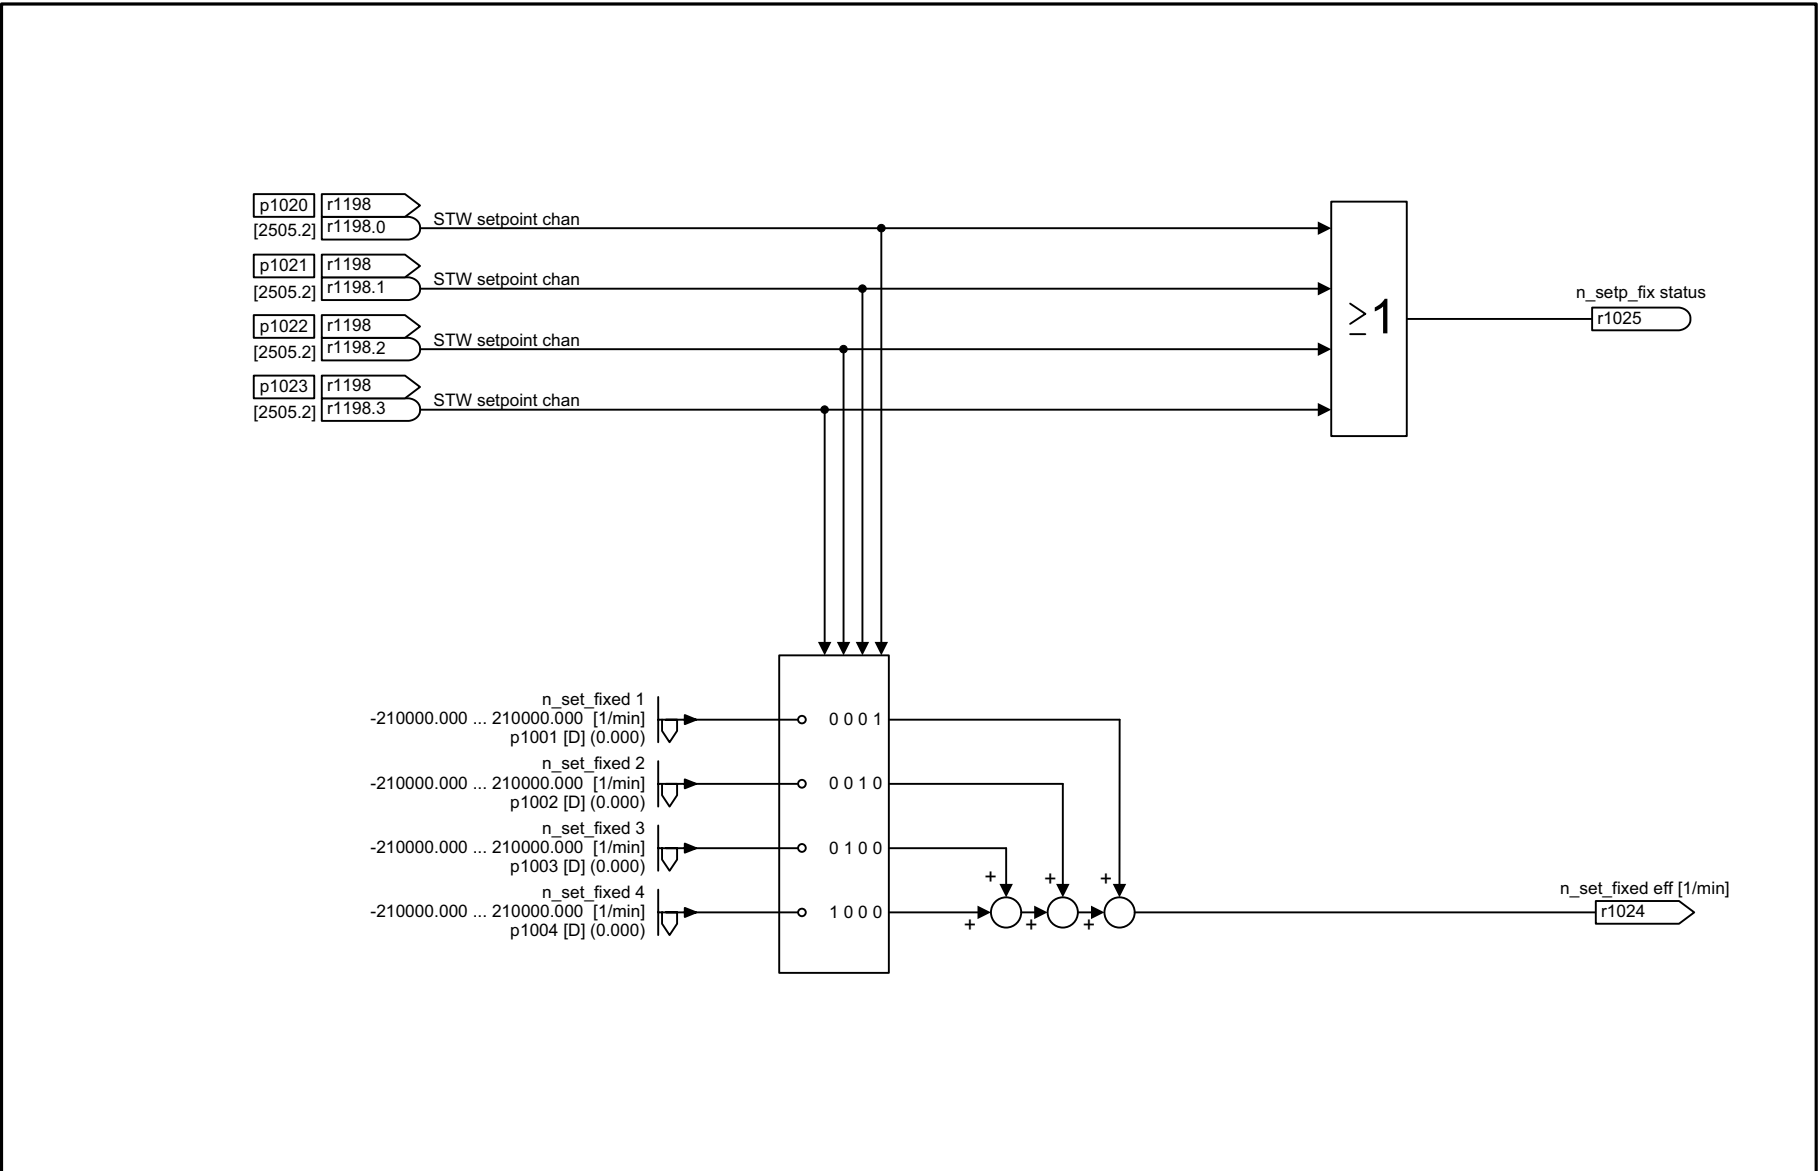 p1020 r1198
[2505.2] r1198.0 STW setpoint chan
p1021 r1198
[2505.2] r1198.1 STW setpoint chan
p1022 r1198
[2505.2] r1198.2 STW setpoint chan
p1023 r1198
[2505.2] r1198.3 STW setpoint chan
≥1
n_setp_fix status
r1025
n_set_fixed 1
-210000.000 ... 210000.000 [1/min]
p1001 [D] (0.000)
0 0 0 1
n_set_fixed 2
-210000.000 ... 210000.000 [1/min]
p1002 [D] (0.000)
0 0 1 0
n_set_fixed 3
-210000.000 ... 210000.000 [1/min]
p1003 [D] (0.000)
0 1 0 0
n_set_fixed 4
-210000.000 ... 210000.000 [1/min]
p1004 [D] (0.000)
1 0 0 0
+ + +
+ + +
n_set_fixed eff [1/min]
r1024